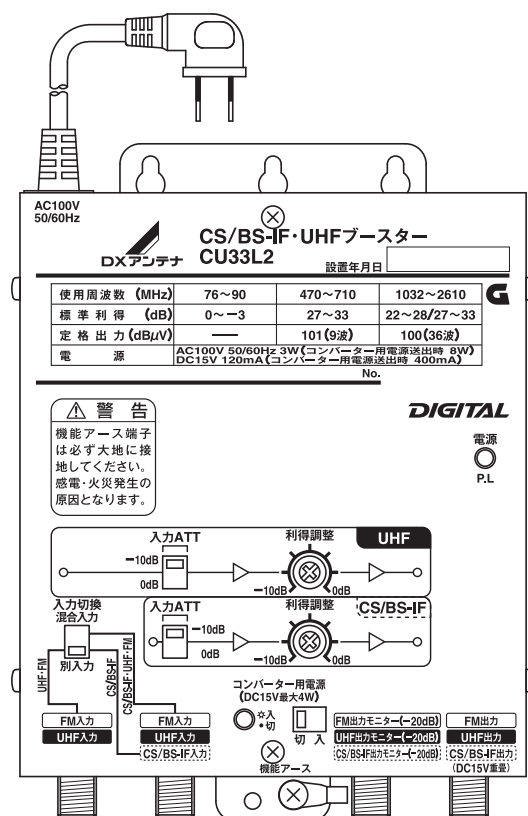 AC100V
50/60Hz
DXアンテナ
CS/BS-IF・UHFブースター
CU33L2
設置年月日
使用周波数 (MHz) 76～90 470～710 1032～2610
標準利得 (dB) 0～−3 27～33 22～28/27～33
定格出力(dBμV) ── 101(9波) 100(36波)
電源 AC100V 50/60Hz 3W(コンバーター用電源送出時 8W)
DC15V 120mA(コンバーター用電源送出時 400mA)
No.
G
DIGITAL
電源
P.L
⚠ 警告
機能アース端子
は必ず大地に接
地してください。
感電・火災発生の
原因となります。
入力ATT
−10dB
0dB
利得調整
−10dB 0dB
UHF
入力ATT
−10dB
0dB
利得調整
−10dB 0dB
CS/BS-IF
入力切換
混合入力
別入力
UHF・FM
CS/BS-IF
CS/BS-IF・UHF・FM
コンバーター用電源
(DC15V最大4W)
☼入
●切
切 入
機能アース
FM入力
UHF入力
FM入力
UHF入力
CS/BS-IF入力
FM出力モニター(−20dB)
UHF出力モニター(−20dB)
CS/BS-IF出力モニター(−20dB)
FM出力
UHF出力
CS/BS-IF出力
(DC15V重畳)